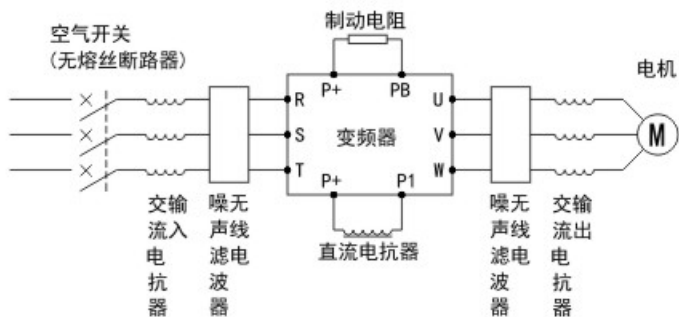 制动电阻
空气开关
(无熔丝断路器)
电机
P+
PB
R
U
S
变频器
V
M
T
W
P+
P1
直流电抗器
输入
交流电抗器
无线电
噪声滤波器
无线电
噪声滤波器
输出
交流电抗器